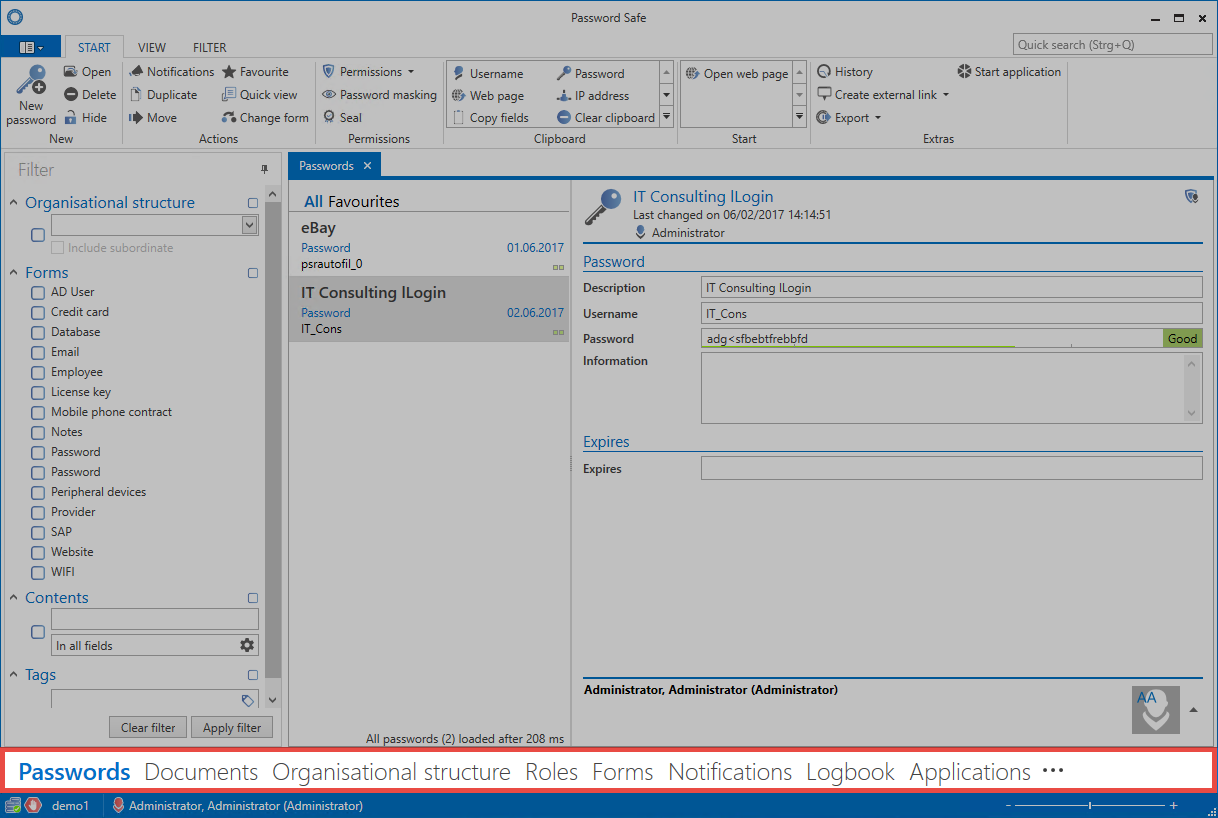 Password Safe
START VIEW FILTER
Quick search (Strg+Q)
New password
Open
Delete
Hide
New
Notifications
Duplicate
Move
Favourite
Quick view
Change form
Actions
Permissions
Password masking
Seal
Permissions
Username
Web page
Copy fields
Password
IP address
Clear clipboard
Clipboard
Open web page
Start
History
Create external link
Export
Start application
Extras
Filter
Organisational structure
Include subordinate
Forms
AD User
Credit card
Database
Email
Employee
License key
Mobile phone contract
Notes
Password
Password
Peripheral devices
Provider
SAP
Website
WIFI
Contents
In all fields
Tags
Clear filter
Apply filter
Passwords
All Favourites
eBay
Password 01.06.2017
psrautofil_0
IT Consulting lLogin
Password 02.06.2017
IT_Cons
All passwords (2) loaded after 208 ms
IT Consulting lLogin
Last changed on 06/02/2017 14:14:51
Administrator
Password
Description IT Consulting lLogin
Username IT_Cons
Password adg<sfbebtfrebbfd Good
Information
Expires
Expires
Administrator, Administrator (Administrator)
AA
Passwords Documents Organisational structure Roles Forms Notifications Logbook Applications •••
demo1 Administrator, Administrator (Administrator)